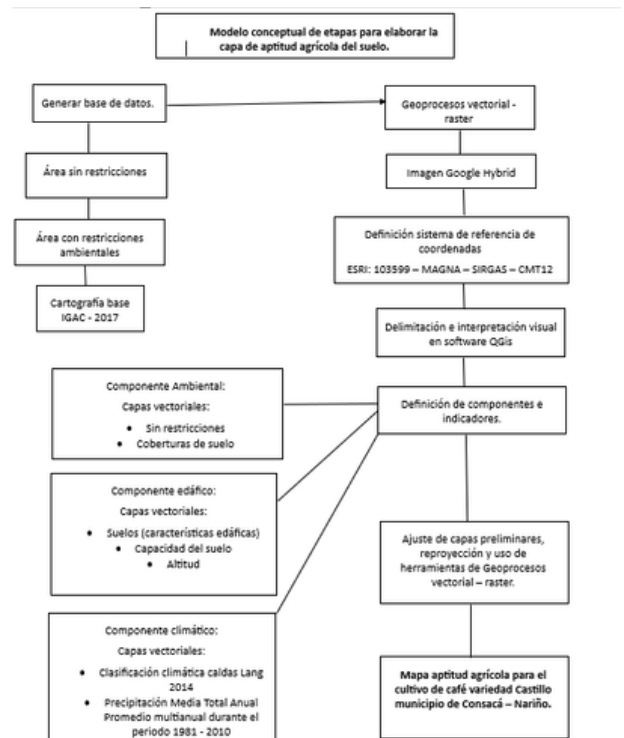 Modelo conceptual de etapas para elaborar la
capa de aptitud agrícola del suelo.
Generar base de datos.
Área sin restricciones
Área con restricciones
ambientales
Cartografía base
IGAC - 2017
Geoprocesos vectorial -
raster
Imagen Google Hybrid
Definición sistema de referencia de
coordenadas
ESRI: 103599 – MAGNA – SIRGAS – CMT12
Delimitación e interpretación visual
en software QGis
Definición de componentes e
indicadores.
Componente Ambiental:
Capas vectoriales:
• Sin restricciones
• Coberturas de suelo
Componente edáfico:
Capas vectoriales:
• Suelos (características edáficas)
• Capacidad del suelo
• Altitud
Componente climático:
Capas vectoriales:
• Clasificación climática caldas Lang
2014
• Precipitación Media Total Anual
Promedio multianual durante el
periodo 1981 - 2010
Ajuste de capas preliminares,
reproyección y uso de
herramientas de Geoprocesos
vectorial – raster.
Mapa aptitud agrícola para el
cultivo de café variedad Castillo
municipio de Consacá – Nariño.